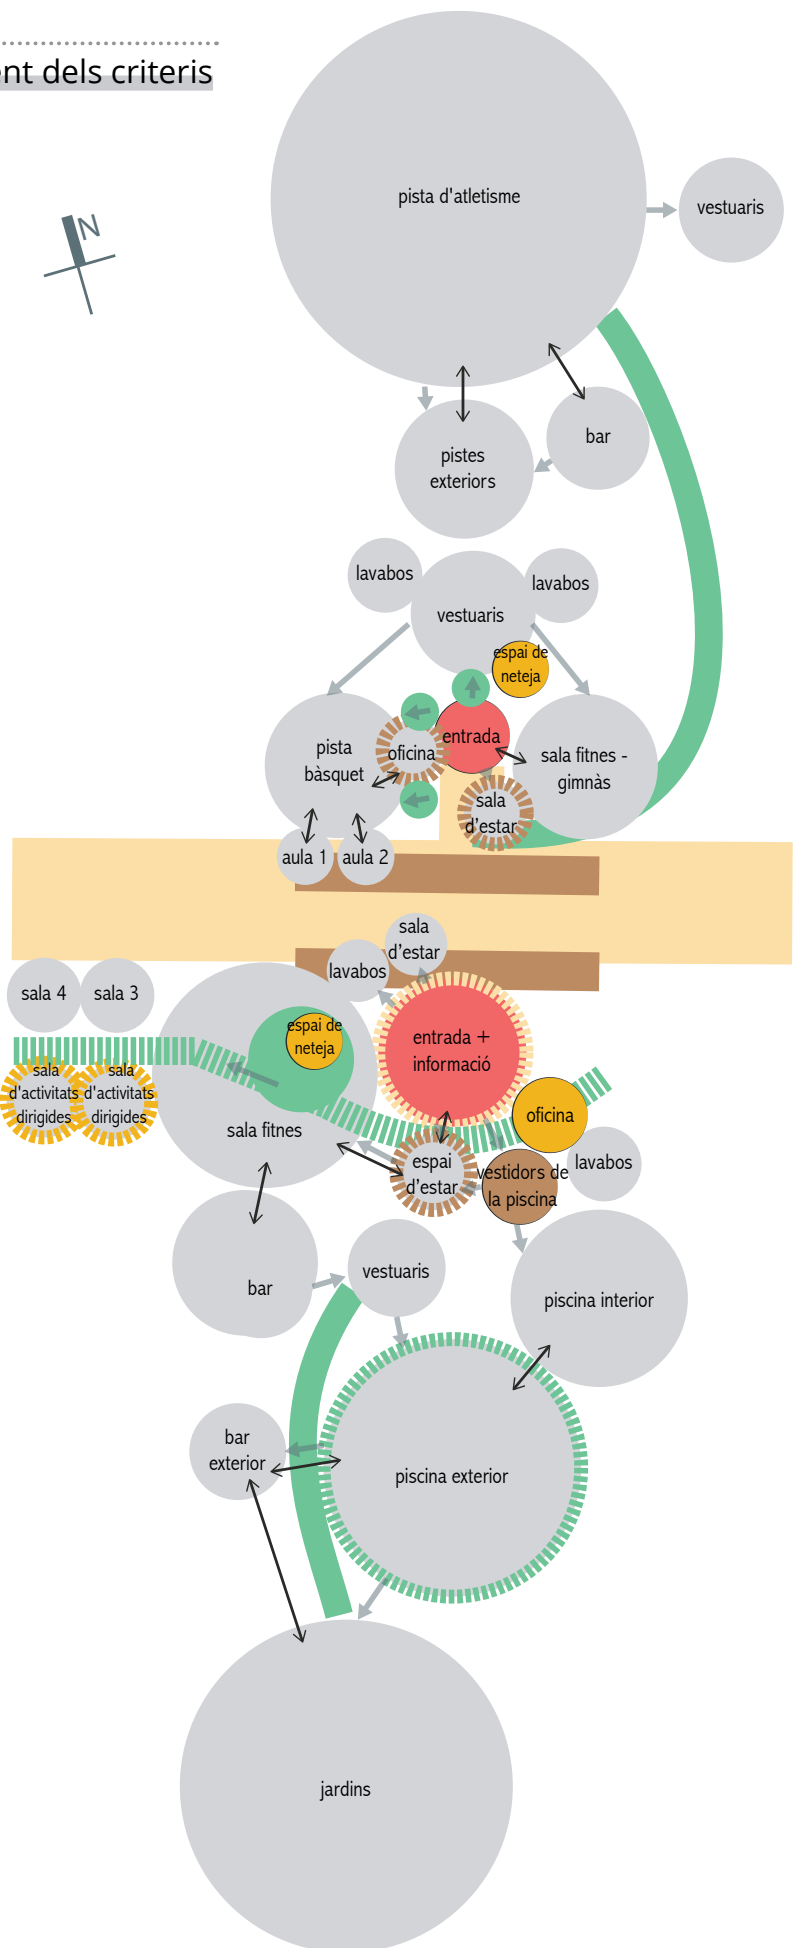 nt dels criteris
N
pista d'atletisme
vestuaris
bar
pistes
exteriors
lavabos
lavabos
vestuaris
espai de
neteja
entrada
oficina
pista
bàsquet
sala fitnes -
gimnàs
sala
d'estar
aula 1
aula 2
sala
d'estar
lavabos
sala 4
sala 3
espai de
neteja
entrada +
informació
sala
d'activitats
dirigides
sala
d'activitats
dirigides
sala fitnes
oficina
espai
d'estar
vestidors de
la piscina
lavabos
vestuaris
bar
piscina interior
bar
exterior
piscina exterior
jardins